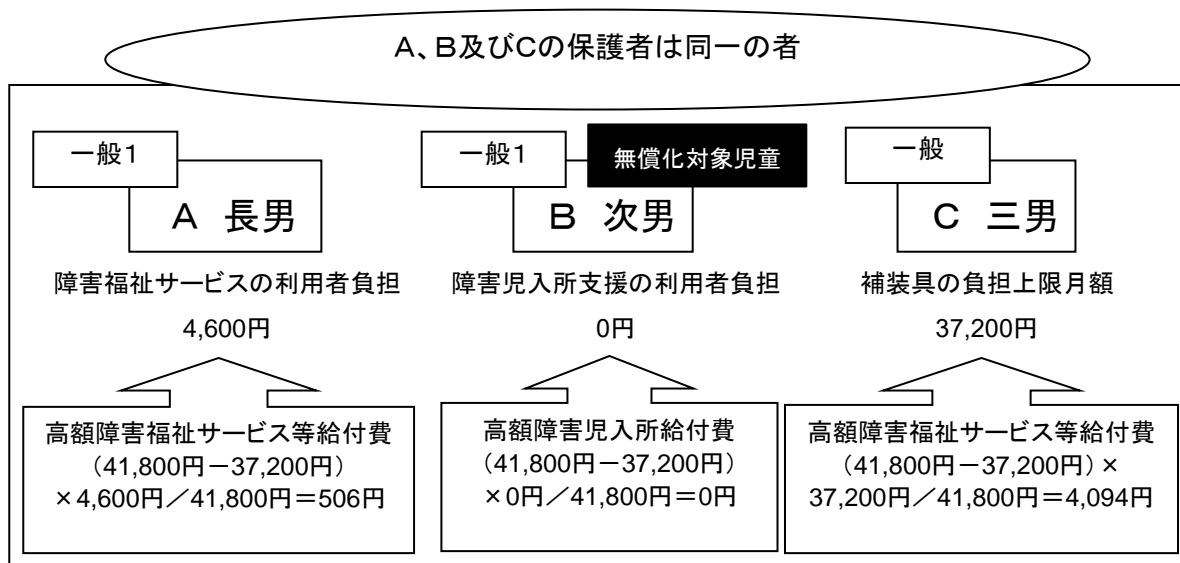 A、B及びCの保護者は同一の者
一般1
A 長男
障害福祉サービスの利用者負担
4,600円
高額障害福祉サービス等給付費
(41,800円－37,200円)
×4,600円／41,800円＝506円
一般1
無償化対象児童
B 次男
障害児入所支援の利用者負担
0円
高額障害児入所給付費
(41,800円－37,200円)
×0円／41,800円＝0円
一般
C 三男
補装具の負担上限月額
37,200円
高額障害福祉サービス等給付費
(41,800円－37,200円)×
37,200円／41,800円＝4,094円